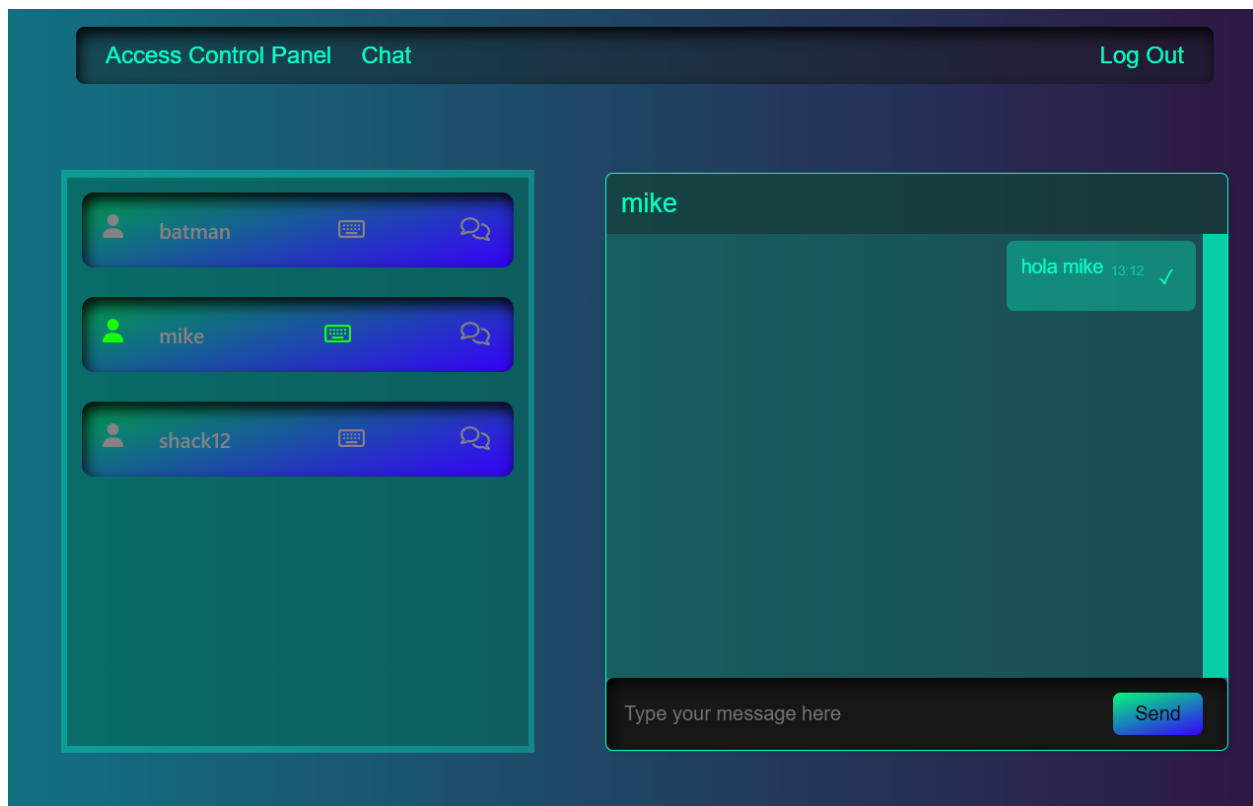 Access Control Panel Chat Log Out
batman
mike
shack12
mike
hola mike 13:12 ✓
Type your message here
Send